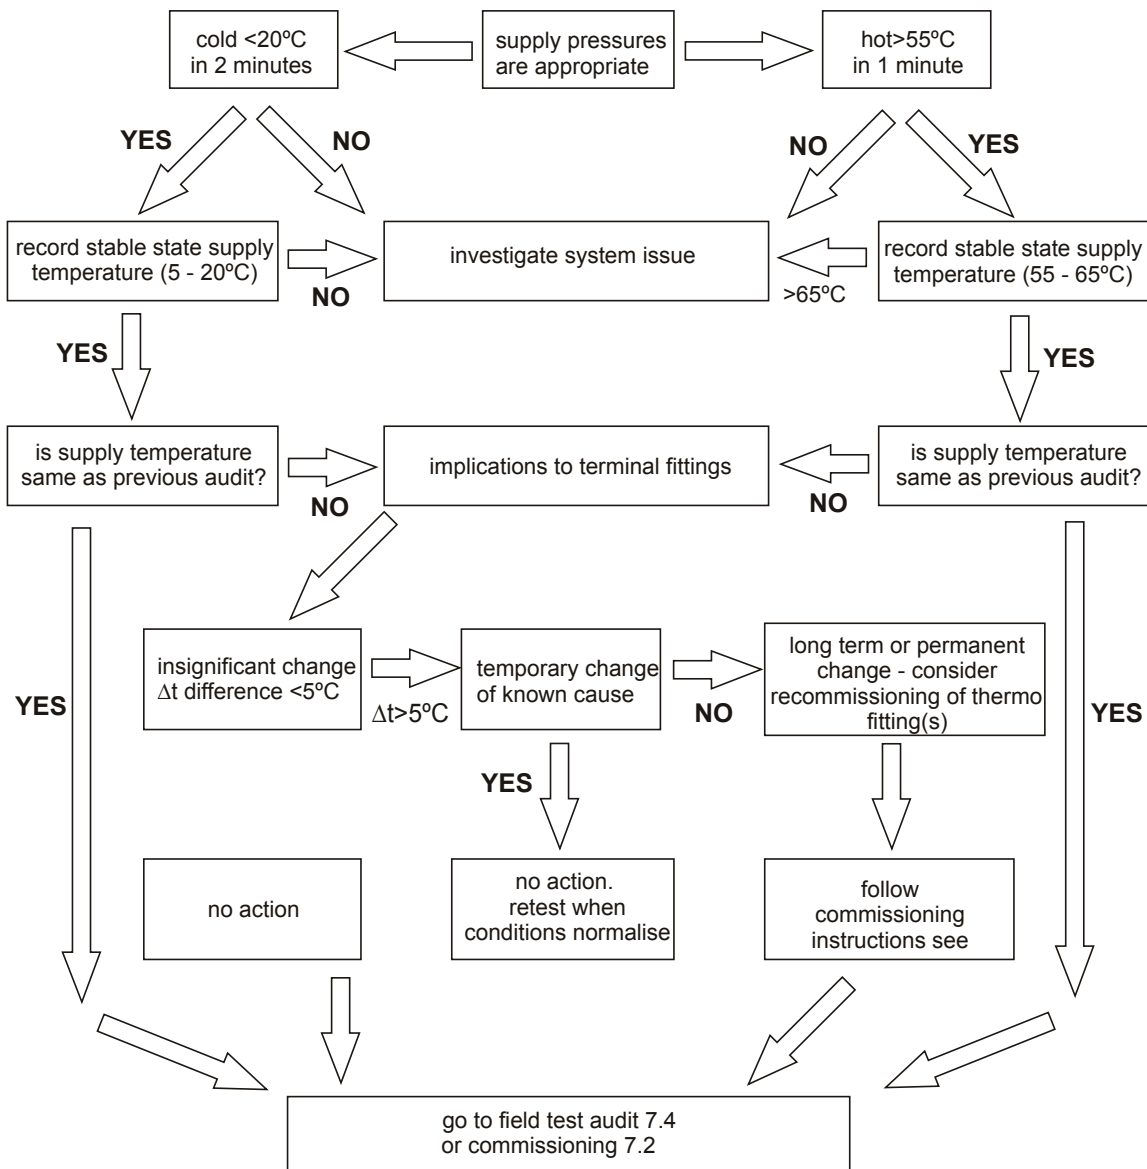 cold <20ºC
in 2 minutes
supply pressures
are appropriate
hot>55ºC
in 1 minute
YES
NO
NO
YES
record stable state supply
temperature (5 - 20ºC)
NO
investigate system issue
>65ºC
record stable state supply
temperature (55 - 65ºC)
YES
YES
is supply temperature
same as previous audit?
NO
implications to terminal fittings
NO
is supply temperature
same as previous audit?
insignificant change
Δt difference <5ºC
Δt>5ºC
temporary change
of known cause
NO
long term or permanent
change - consider
recommissioning of thermo
fitting(s)
YES
YES
YES
no action
no action.
retest when
conditions normalise
follow
commissioning
instructions see
go to field test audit 7.4
or commissioning 7.2